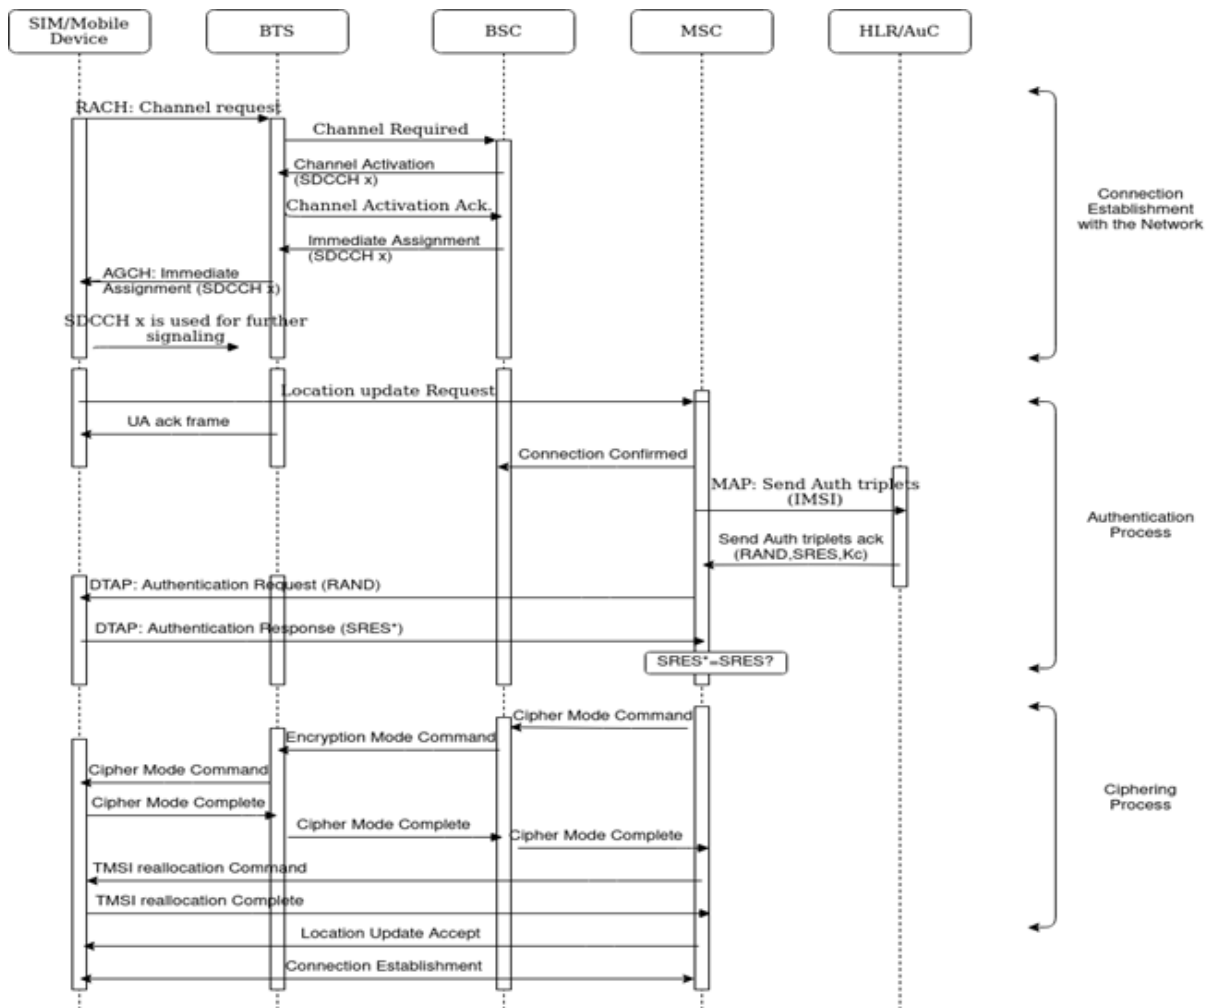 SIM/Mobile
Device
BTS
BSC
MSC
HLR/AuC
RACH: Channel request
Channel Required
Channel Activation
(SDCCH x)
Channel Activation Ack.
Immediate Assignment
(SDCCH x)
AGCH: Immediate
Assignment (SDCCH x)
SDCCH x is used for further
signaling
Connection
Establishment
with the Network
Location update Request
UA ack frame
Connection Confirmed
MAP: Send Auth triplets
(IMSI)
Send Auth triplets ack
(RAND,SRES,Kc)
DTAP: Authentication Request (RAND)
DTAP: Authentication Response (SRES*)
SRES*=SRES?
Authentication
Process
Cipher Mode Command
Encryption Mode Command
Cipher Mode Command
Cipher Mode Complete
Cipher Mode Complete
Cipher Mode Complete
TMSI reallocation Command
TMSI reallocation Complete
Location Update Accept
Connection Establishment
Ciphering
Process